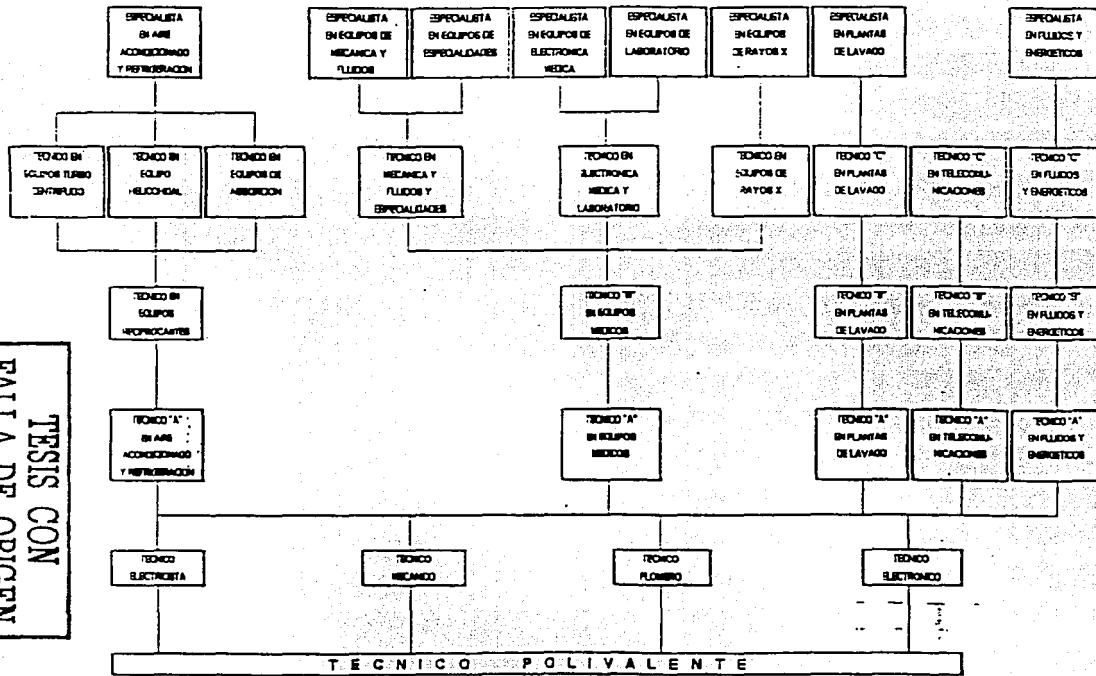 ESPECIALISTA
EN AIRE
ACONDICIONADO
Y REFRIGERACION
ESPECIALISTA
EN EQUIPOS DE
MECANICA Y
FLUIDOS
ESPECIALISTA
EN EQUIPOS DE
ESPECIALIDADES
ESPECIALISTA
EN EQUIPOS DE
ELECTRONICA
MEDICA
ESPECIALISTA
EN EQUIPOS DE
LABORATORIO
ESPECIALISTA
EN EQUIPOS
DE RAYOS X
ESPECIALISTA
EN PLANTAS
DE LAVADO
ESPECIALISTA
EN FLUIDOS Y
ENERGETICOS
TECNICO EN
EQUIPOS TURBO
CENTRIFUGO
TECNICO EN
EQUIPO
HELICOIDAL
TECNICO EN
EQUIPOS DE
ABSORCION
TECNICO EN
MECANICA Y
FLUIDOS Y
ESPECIALIDADES
TECNICO EN
ELECTRONICA
MEDICA Y
LABORATORIO
TECNICO EN
EQUIPOS DE
RAYOS X
TECNICO "C"
EN PLANTAS
DE LAVADO
TECNICO "C"
EN TELECOMU-
NICACIONES
TECNICO "C"
EN FLUIDOS
Y ENERGETICOS
TECNICO EN
EQUIPOS
RECIPROCANTES
TECNICO "B"
EN EQUIPOS
MEDICOS
TECNICO "B"
EN PLANTAS
DE LAVADO
TECNICO "B"
EN TELECOMU-
NICACIONES
TECNICO "B"
EN FLUIDOS Y
ENERGETICOS
TECNICO "A"
EN AIRE
ACONDICIONADO
Y REFRIGERACION
TECNICO "A"
EN EQUIPOS
MEDICOS
TECNICO "A"
EN PLANTAS
DE LAVADO
TECNICO "A"
EN TELECOMU-
NICACIONES
TECNICO "A"
EN FLUIDOS Y
ENERGETICOS
TECNICO
ELECTRICISTA
TECNICO
MECANICO
TECNICO
PLOMERO
TECNICO
ELECTRONICO
TECNICO POLIVALENTE
TESIS CON
FALLA DE ORIGEN